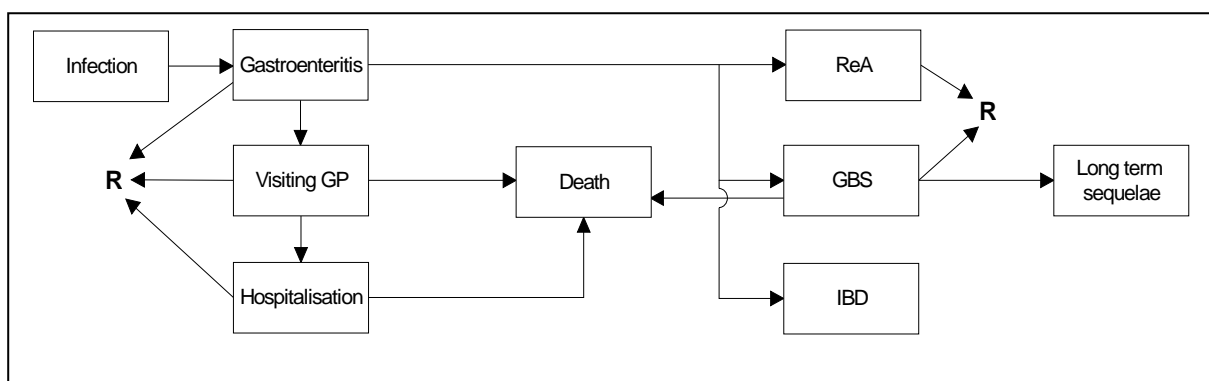 Infection
Gastroenteritis
ReA
R
R
Visiting GP
Death
GBS
Long term
sequelae
Hospitalisation
IBD